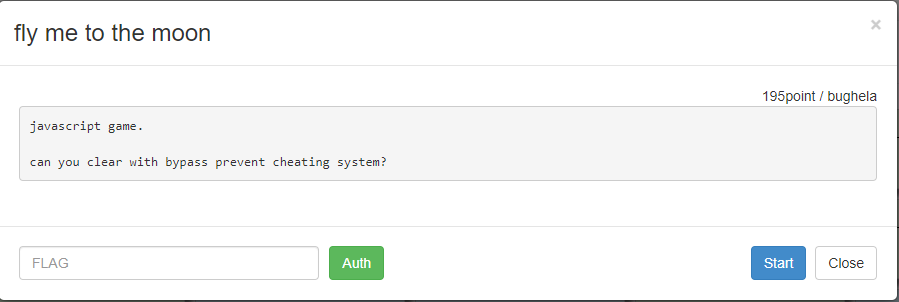 fly me to the moon
×
195point / bughela
javascript game.
can you clear with bypass prevent cheating system?
FLAG
Auth
Start
Close